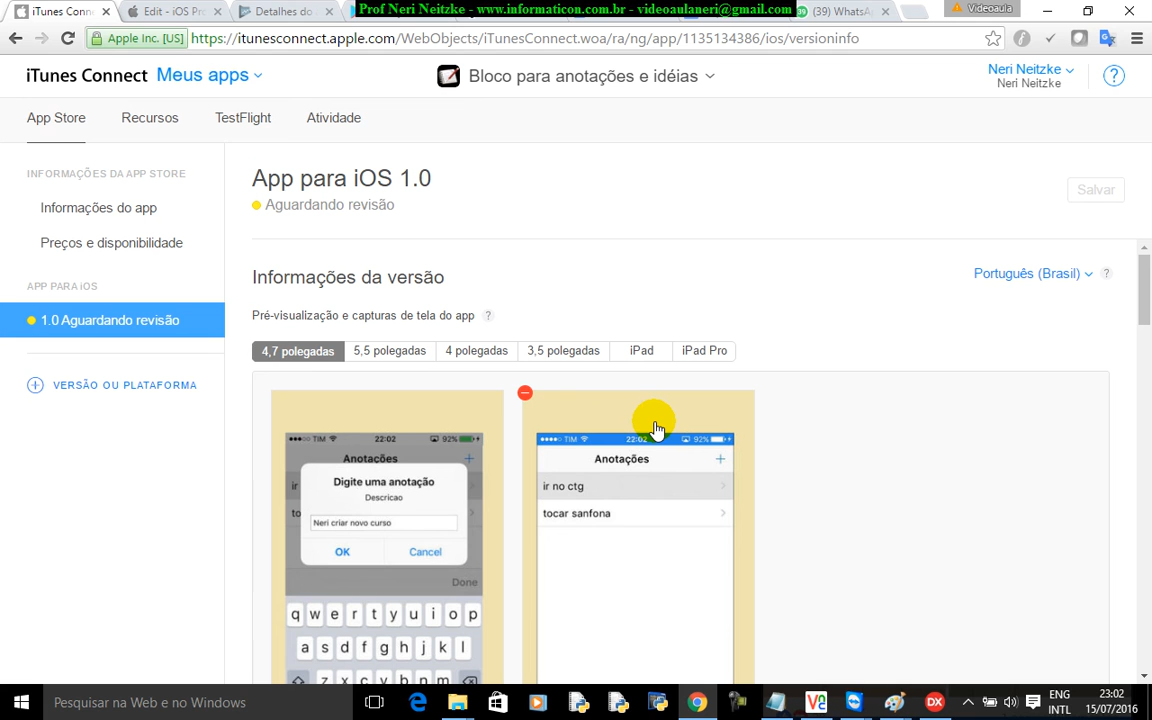 iTunes Conn
Edit - iOS Pro
Detalhes do
Prof Neri Neitzke - www.informaticon.com.br - videoaulaneri@gmail.com
(39) WhatsA
Videoaula
Apple Inc. [US]
https://itunesconnect.apple.com/WebObjects/iTunesConnect.woa/ra/ng/app/1135134386/ios/versioninfo
iTunes Connect
Meus apps
Bloco para anotações e idéias
Neri Neitzke
Neri Neitzke
?
App Store
Recursos
TestFlight
Atividade
INFORMAÇÕES DA APP STORE
Informações do app
Preços e disponibilidade
APP PARA iOS
1.0 Aguardando revisão
VERSÃO OU PLATAFORMA
App para iOS 1.0
Aguardando revisão
Salvar
Informações da versão
Português (Brasil)
?
Pré-visualização e capturas de tela do app
?
4,7 polegadas
5,5 polegadas
4 polegadas
3,5 polegadas
iPad
iPad Pro
TIM
22:02
92%
Anotações
ir
to
Digite uma anotação
Descricao
Neri criar novo curso
OK
Cancel
Done
q w e r t y u i o p
a s d f g h j k l
z x c v b n m
TIM
22:02
92%
Anotações
ir no ctg
tocar sanfona
Pesquisar na Web e no Windows
ENG
INTL
23:02
15/07/2016